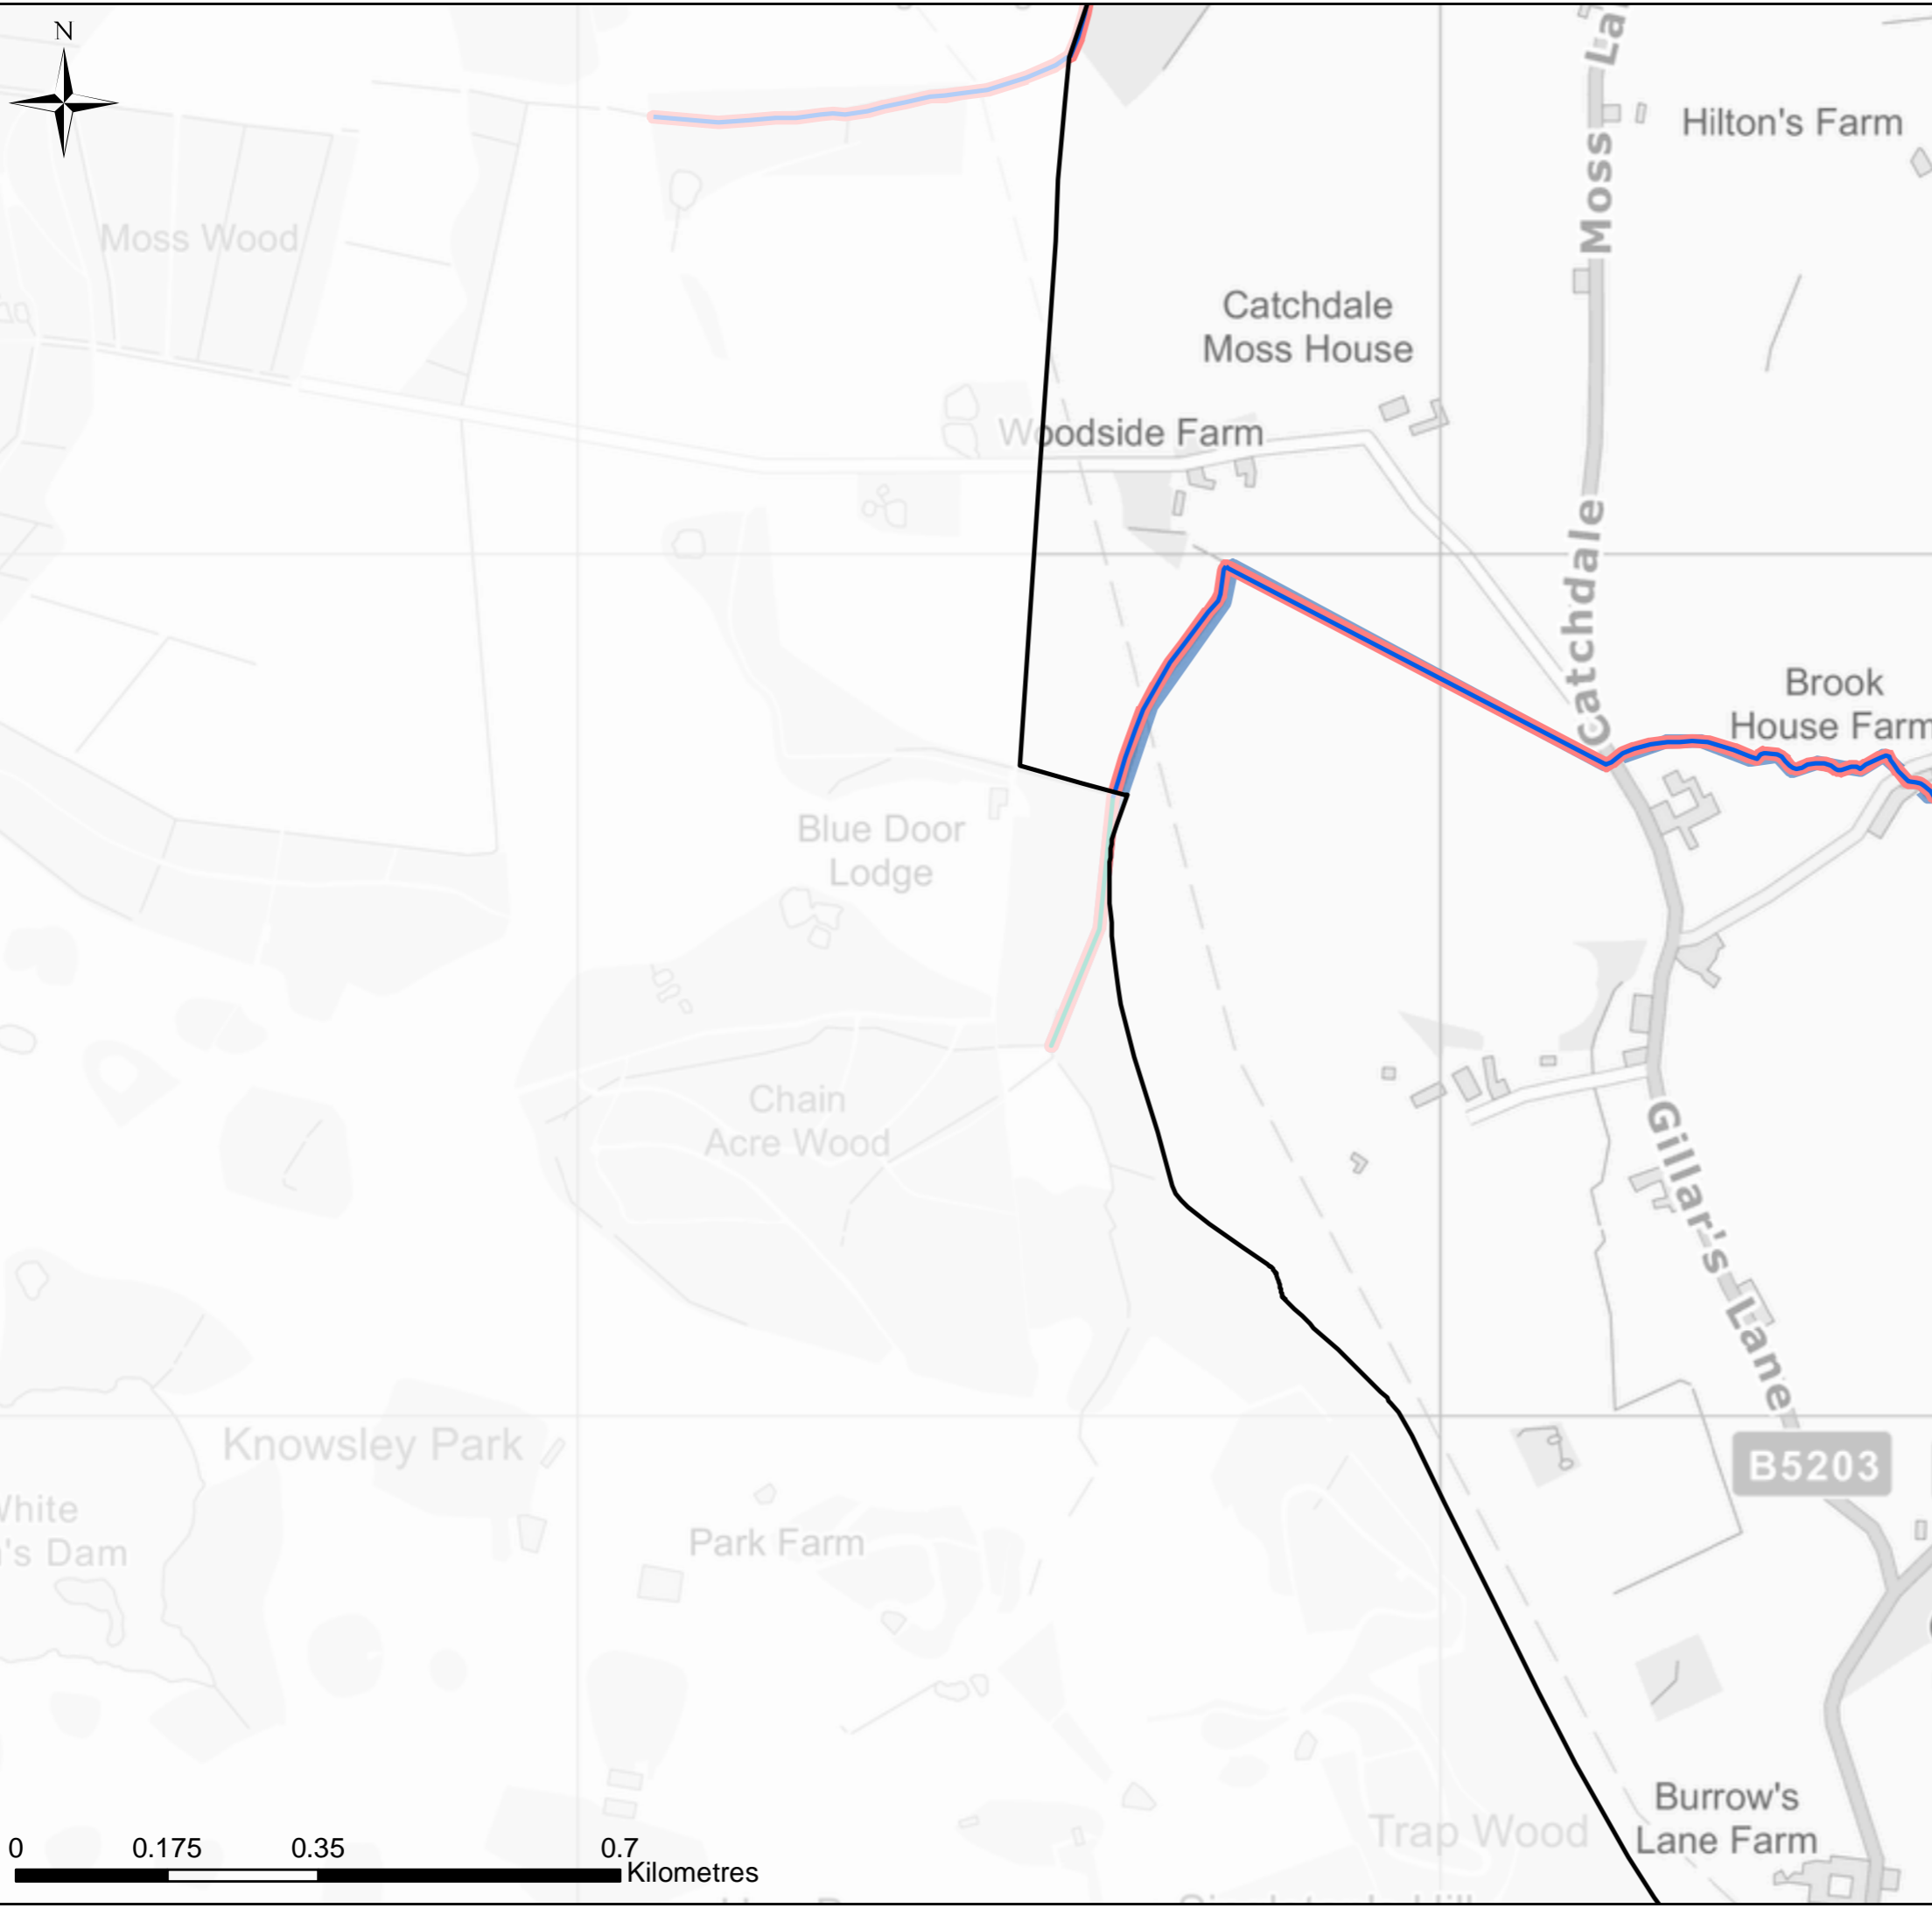 N
Hilton's Farm
Moss Wood
Moss
Catchdale
Moss House
Woodside Farm
Catchdale
Brook
House Farm
Blue Door
Lodge
Chain
Acre Wood
Gillar's Lane
Knowsley Park
B5203
's Dam
Park Farm
Burrow's
Lane Farm
Trap Wood
0 0.175 0.35 0.7
Kilometres